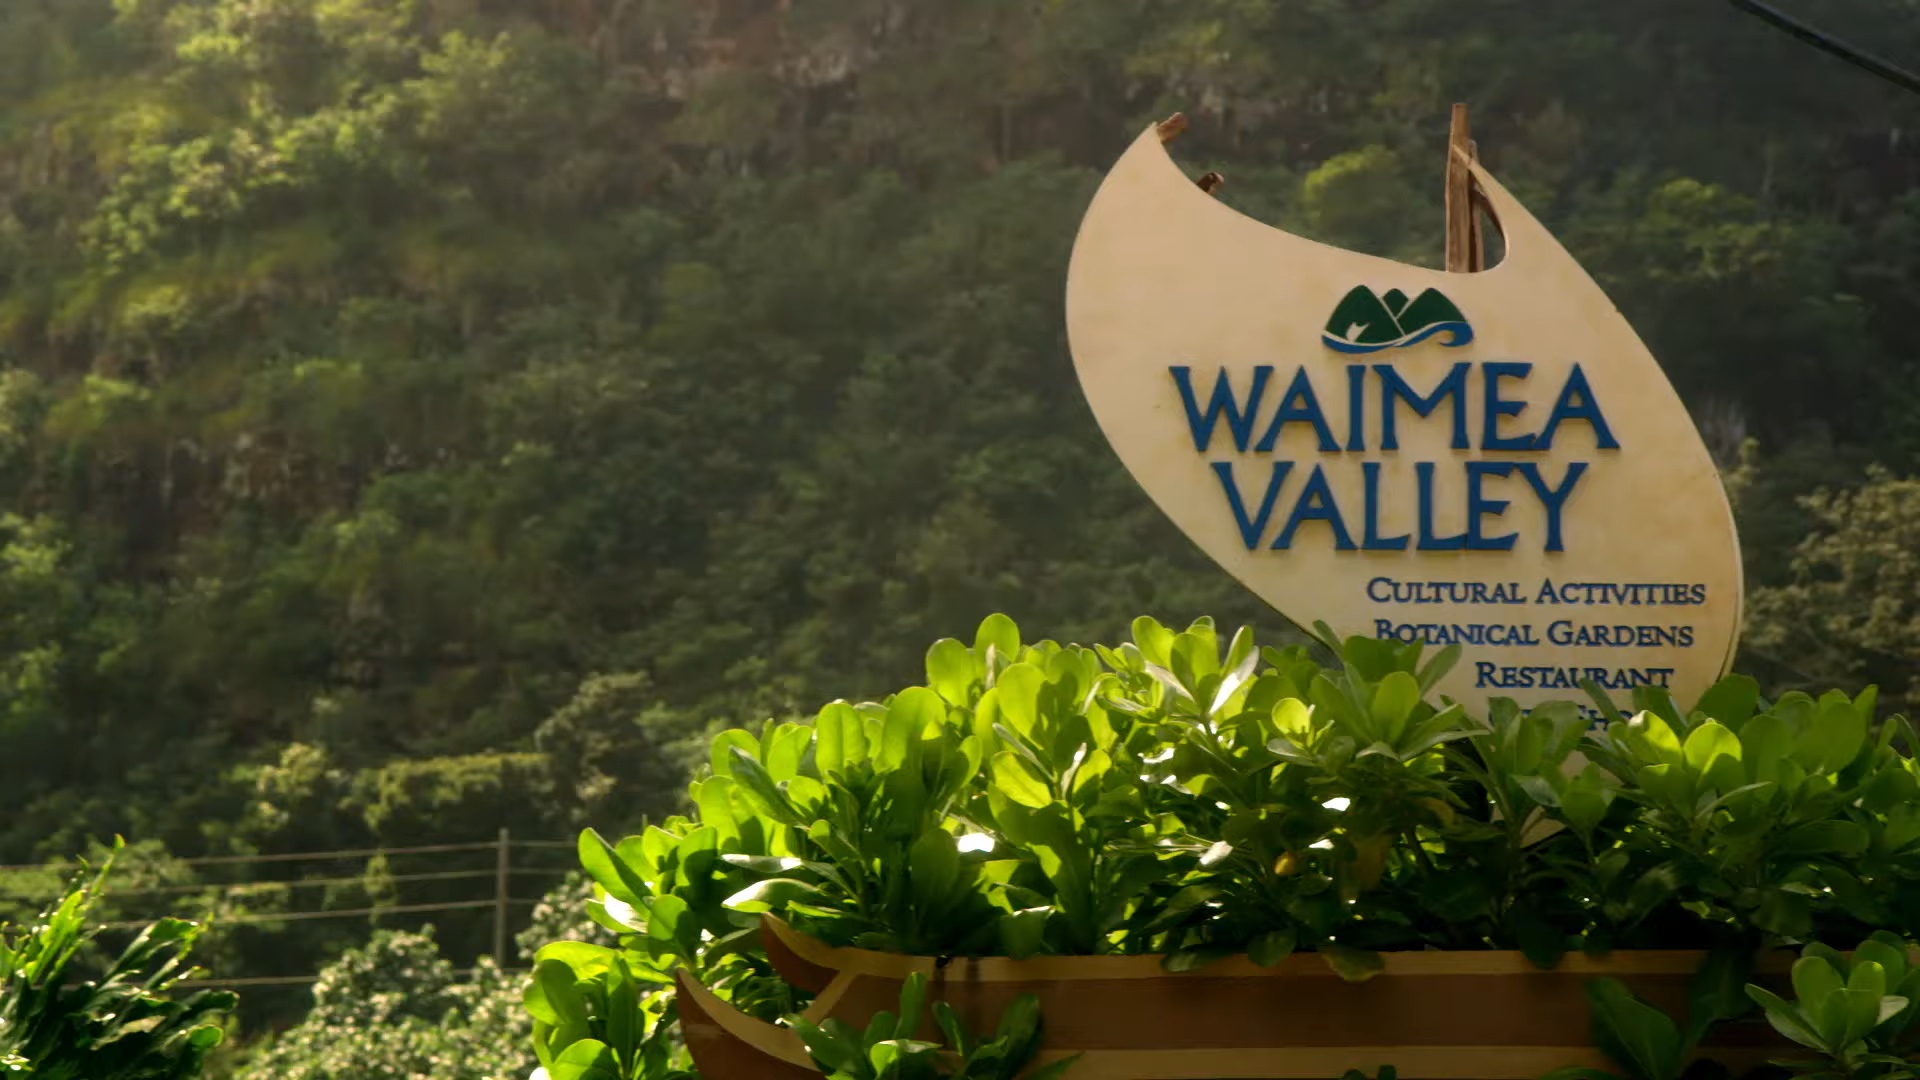 WAIMEA
VALLEY
CULTURAL ACTIVITIES
BOTANICAL GARDENS
RESTAURANT